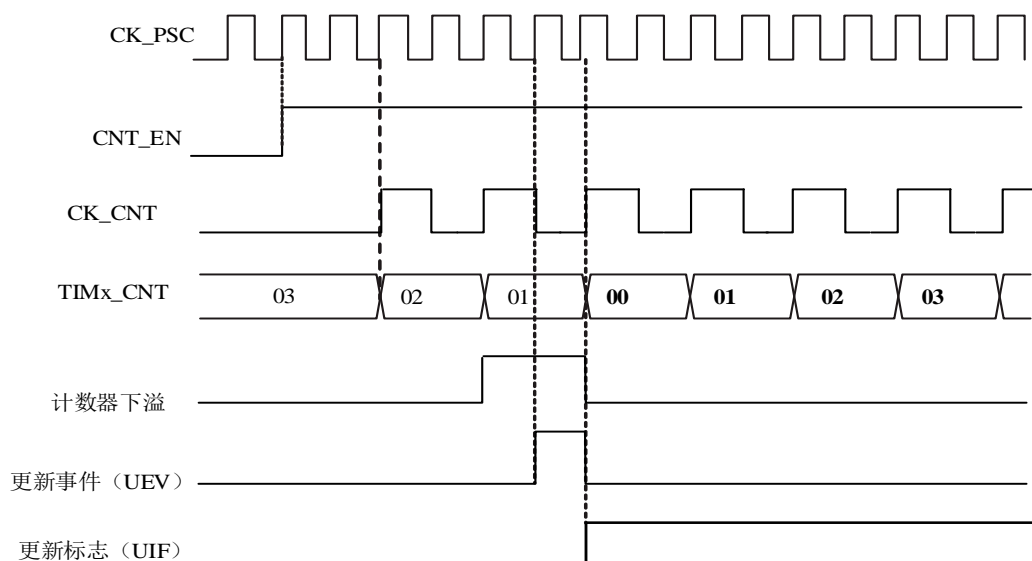 CK_PSC
CNT_EN
CK_CNT
TIMx_CNT
03 02 01 00 01 02 03
计数器下溢
更新事件（UEV）
更新标志（UIF）